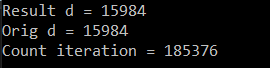 Result d = 15984
Orig d = 15984
Count iteration = 185376